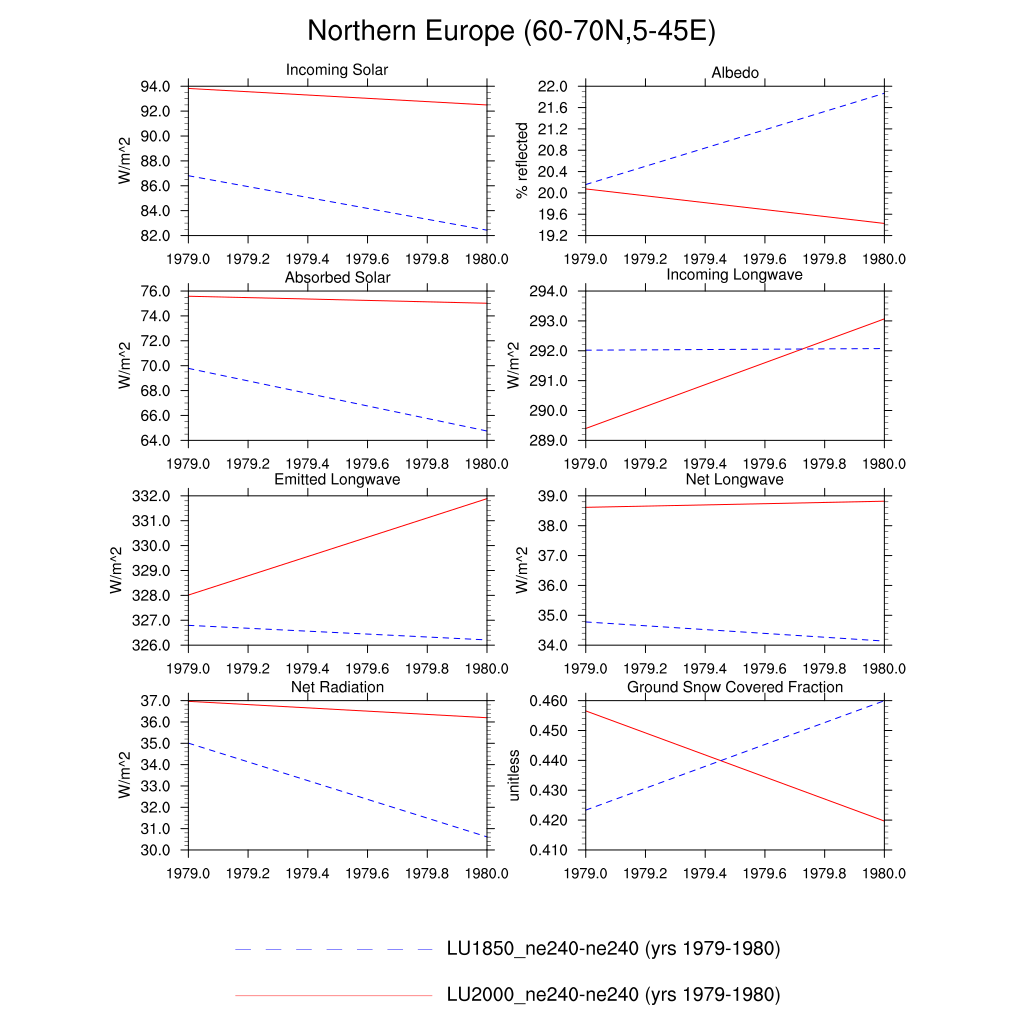 Northern Europe (60-70N,5-45E)
Incoming Solar
W/m^2
94.0
92.0
90.0
88.0
86.0
84.0
82.0
1979.0 1979.2 1979.4 1979.6 1979.8 1980.0
Albedo
% reflected
22.0
21.6
21.2
20.8
20.4
20.0
19.6
19.2
1979.0 1979.2 1979.4 1979.6 1979.8 1980.0
Absorbed Solar
W/m^2
76.0
74.0
72.0
70.0
68.0
66.0
64.0
1979.0 1979.2 1979.4 1979.6 1979.8 1980.0
Incoming Longwave
W/m^2
294.0
293.0
292.0
291.0
290.0
289.0
1979.0 1979.2 1979.4 1979.6 1979.8 1980.0
Emitted Longwave
W/m^2
332.0
331.0
330.0
329.0
328.0
327.0
326.0
1979.0 1979.2 1979.4 1979.6 1979.8 1980.0
Net Longwave
W/m^2
39.0
38.0
37.0
36.0
35.0
34.0
1979.0 1979.2 1979.4 1979.6 1979.8 1980.0
Net Radiation
W/m^2
37.0
36.0
35.0
34.0
33.0
32.0
31.0
30.0
1979.0 1979.2 1979.4 1979.6 1979.8 1980.0
Ground Snow Covered Fraction
unitless
0.460
0.450
0.440
0.430
0.420
0.410
1979.0 1979.2 1979.4 1979.6 1979.8 1980.0
LU1850_ne240-ne240 (yrs 1979-1980)
LU2000_ne240-ne240 (yrs 1979-1980)